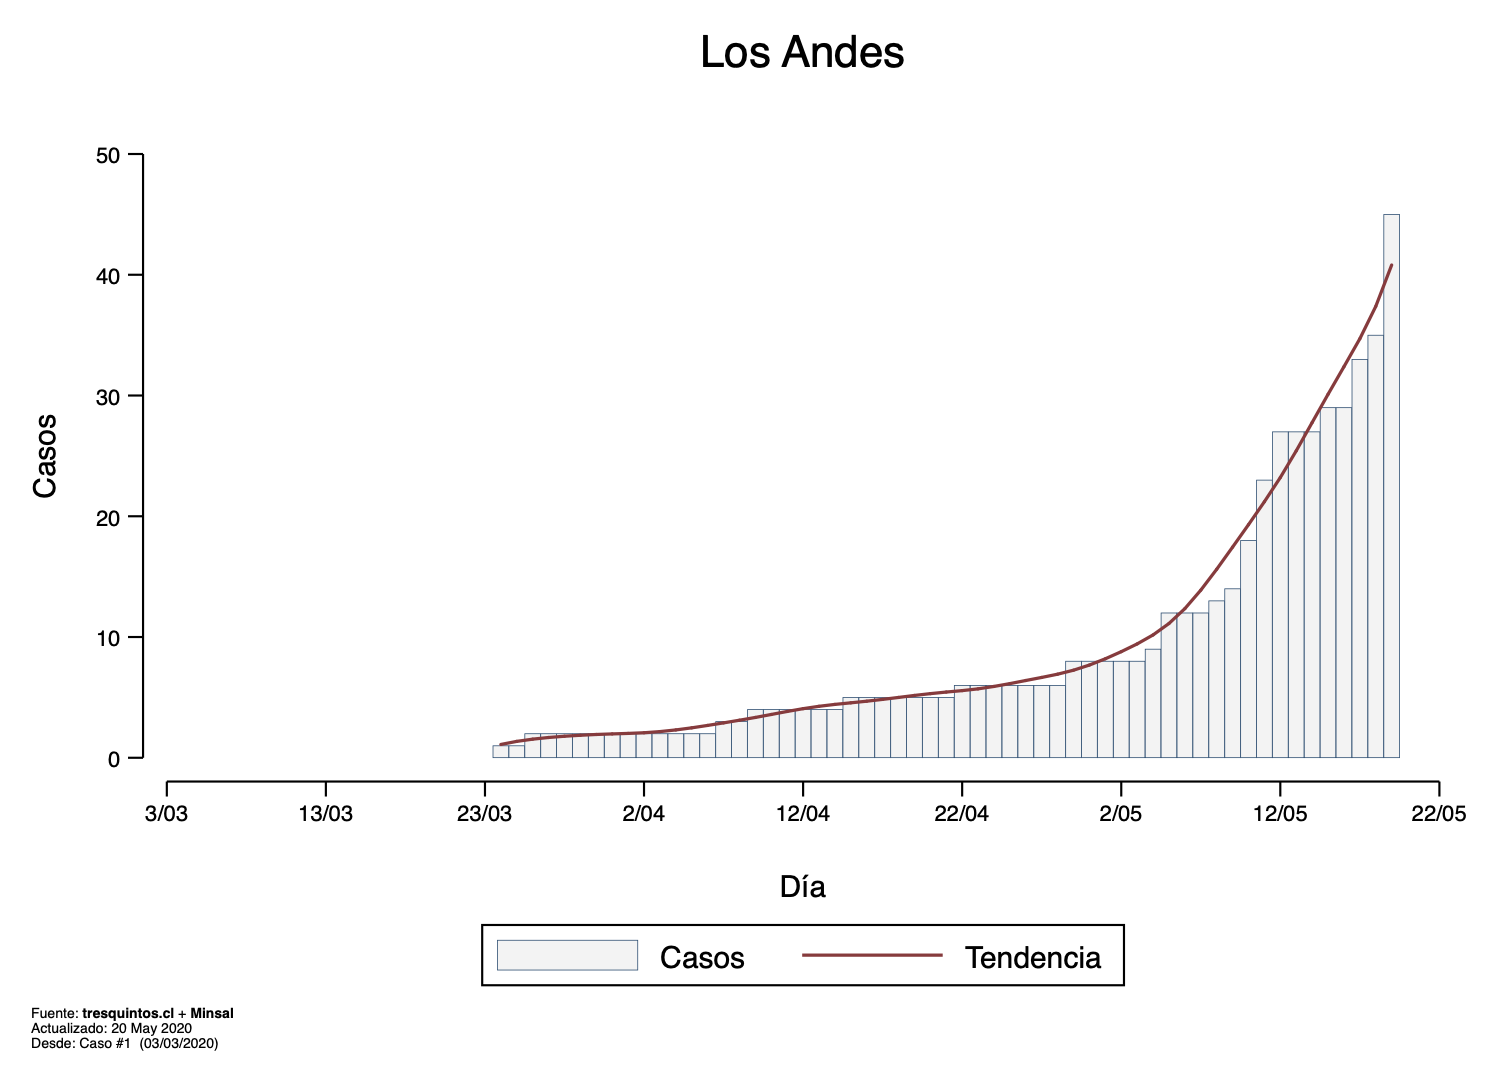 Los Andes
50
40
30
20
10
0
Casos
3/03 13/03 23/03 2/04 12/04 22/04 2/05 12/05 22/05
Día
Casos Tendencia
Fuente: tresquintos.cl + Minsal
Actualizado: 20 May 2020
Desde: Caso #1 (03/03/2020)